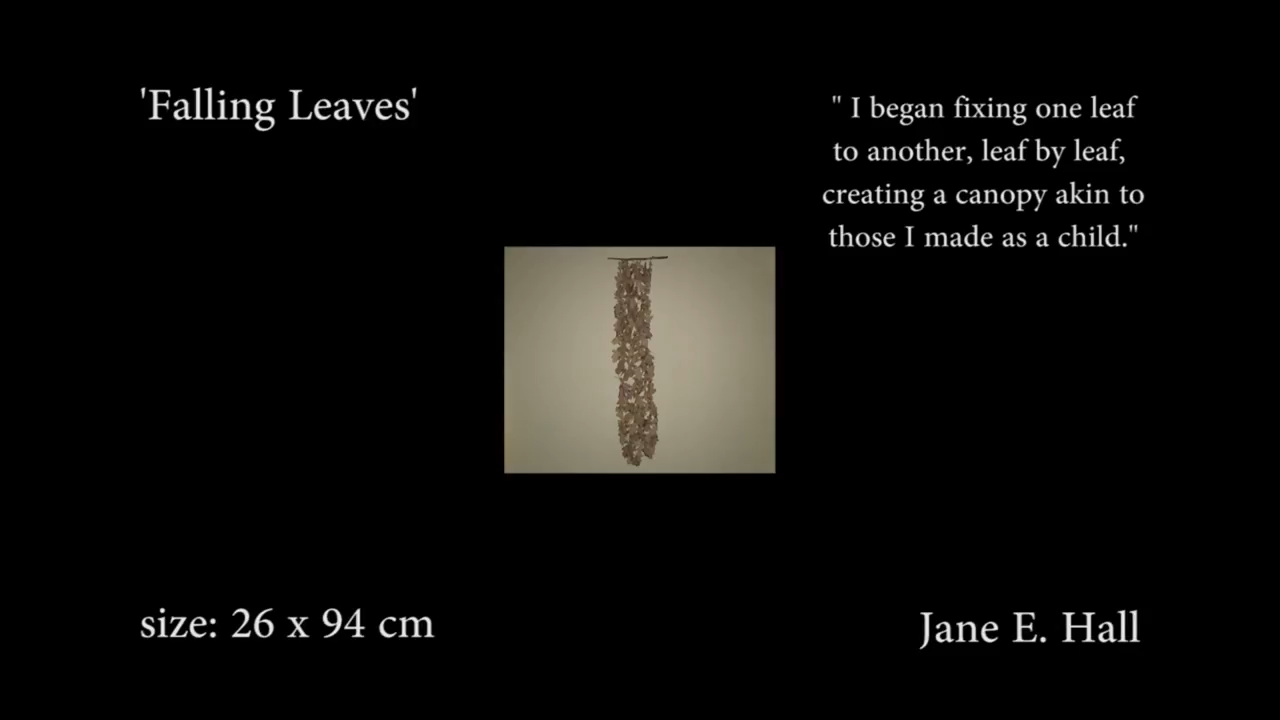 'Falling Leaves'
" I began fixing one leaf
to another, leaf by leaf,
creating a canopy akin to
those I made as a child."
size: 26 x 94 cm
Jane E. Hall